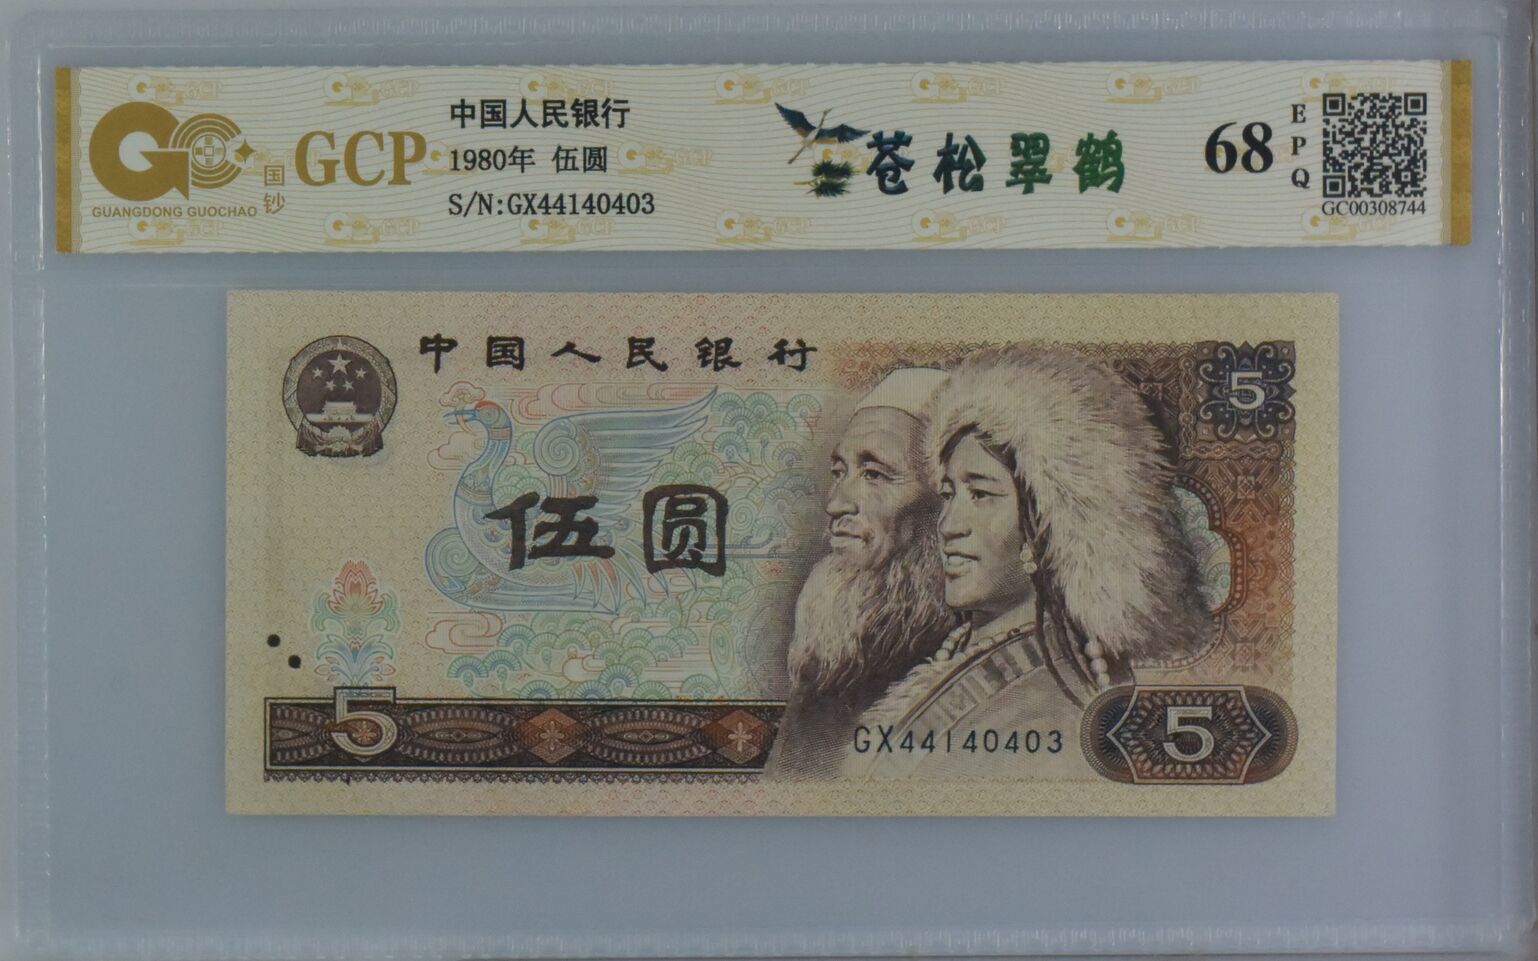 GCP
国钞
GUANGDONG GUOCHAO
中国人民银行
1980年 伍圆
S/N:GX44140403
苍松翠鹤
68
EPQ
GC00308744
中国人民银行
5
伍圆
5
GX44140403
5